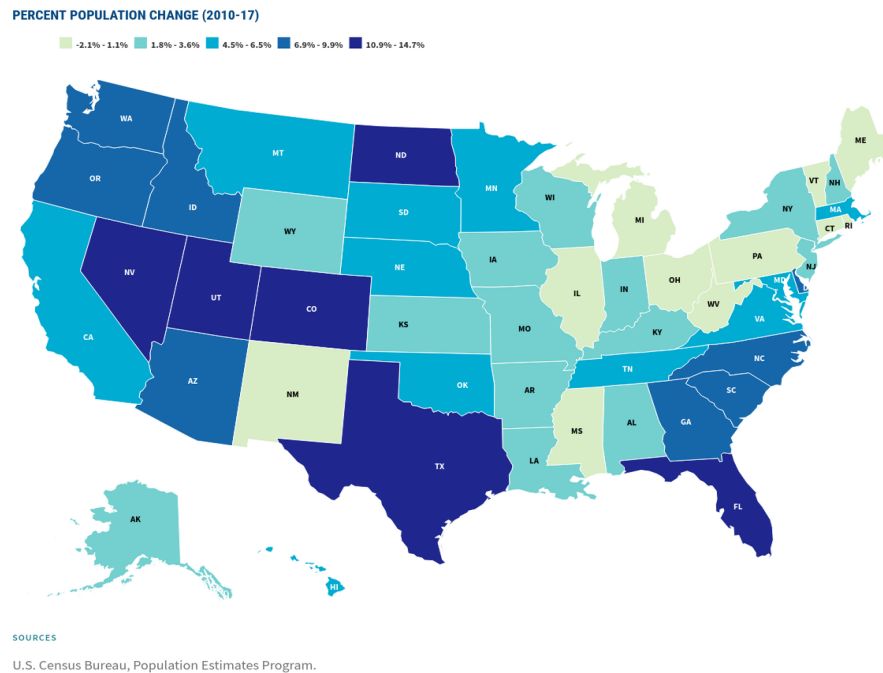 PERCENT POPULATION CHANGE (2010-17)
-2.1% - 1.1% 1.8% - 3.6% 4.5% - 6.5% 6.9% - 9.9% 10.9% - 14.7%
WA
ME
MT
ND
VT
NH
OR
MN
ID
WI
NY
MA
SD
MI
CT
RI
WY
PA
IA
NJ
NE
NV
OH
MD
UT
IL
IN
WV
CO
VA
KS
MO
KY
CA
NC
TN
AZ
OK
AR
SC
NM
GA
AL
MS
LA
TX
FL
AK
HI
SOURCES
U.S. Census Bureau, Population Estimates Program.